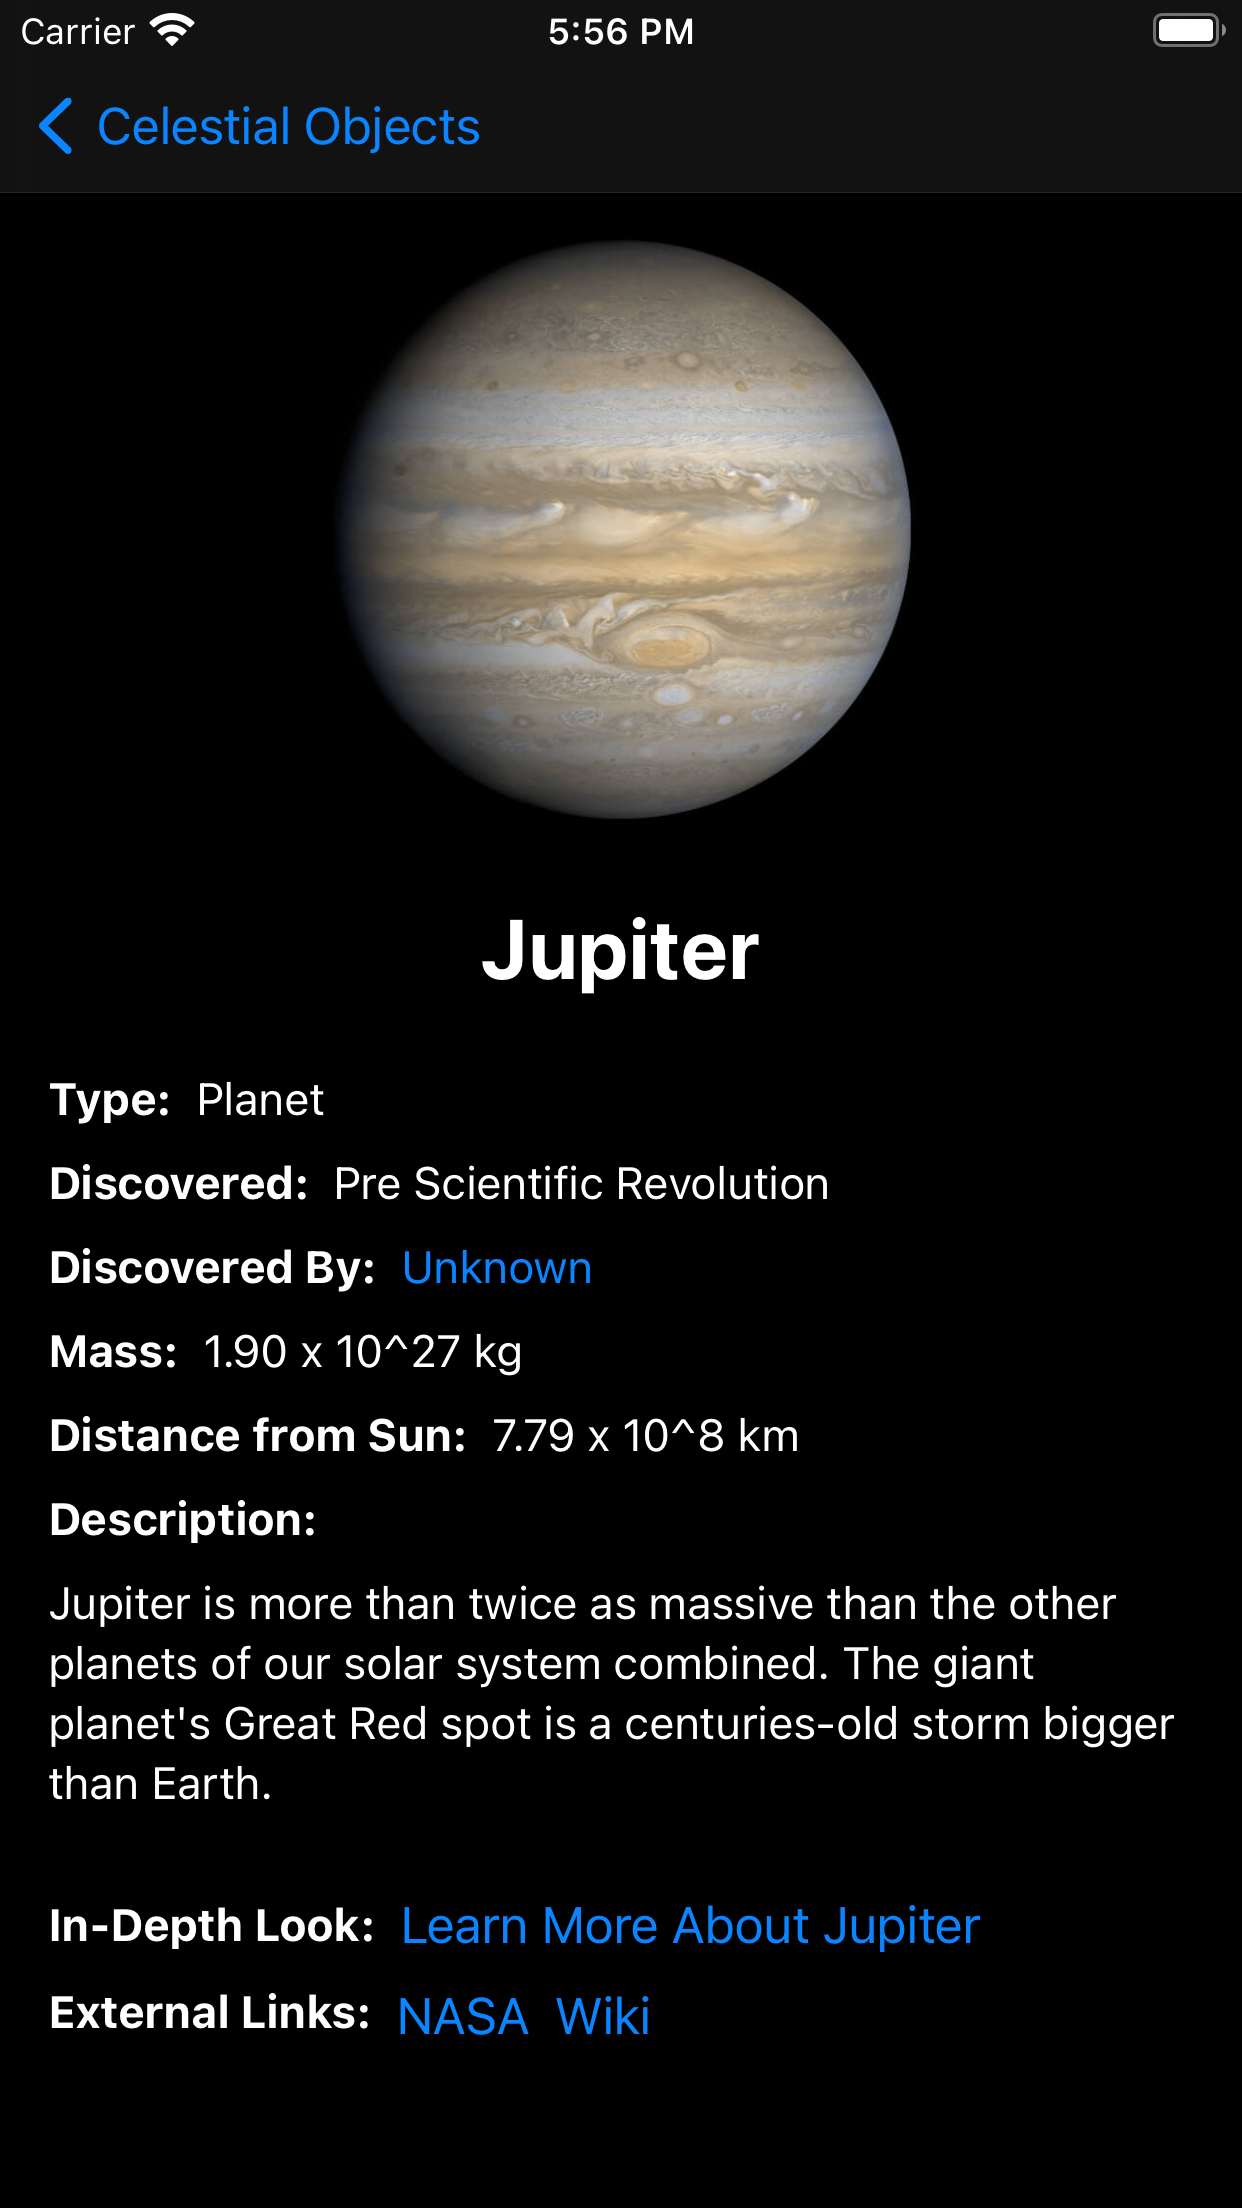 Carrier 5:56 PM
Celestial Objects
Jupiter
Type: Planet
Discovered: Pre Scientific Revolution
Discovered By: Unknown
Mass: 1.90 x 10^27 kg
Distance from Sun: 7.79 x 10^8 km
Description:
Jupiter is more than twice as massive than the other
planets of our solar system combined. The giant
planet's Great Red spot is a centuries-old storm bigger
than Earth.
In-Depth Look: Learn More About Jupiter
External Links: NASA Wiki